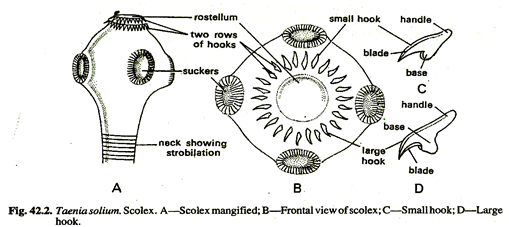 rostellum
two rows
of hooks
suckers
neck showing
strobilation
A
small hook
large
hook
B
handle
blade
base
C
handle
base
blade
D
Fig. 42.2. Taenia solium. Scolex. A—Scolex mangified; B—Frontal view of scolex; C—Small hook; D—Large
hook.